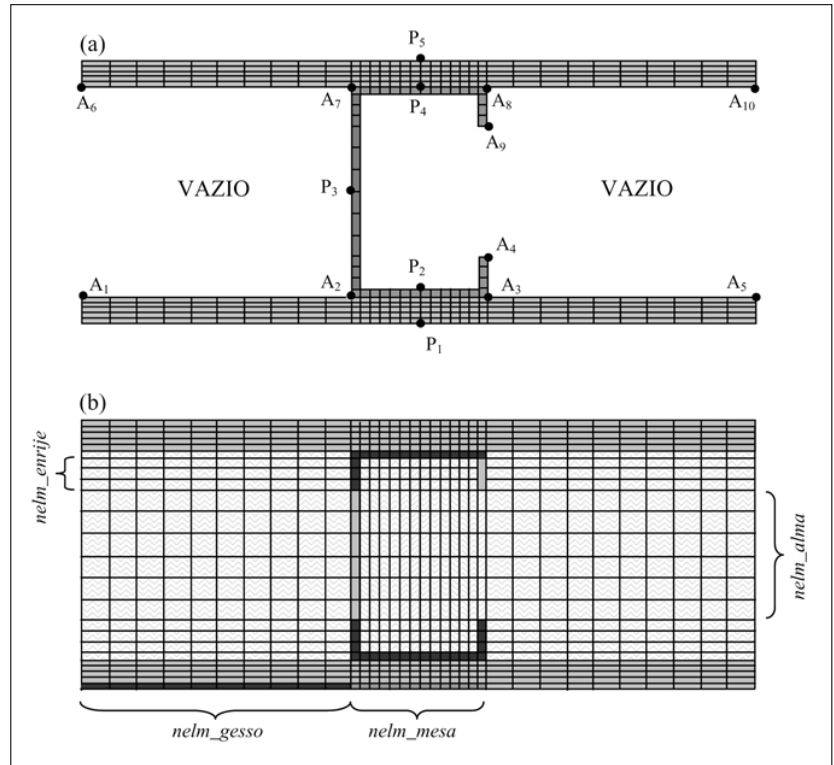 (a)
P5
A6
A7
P4
A8
A10
A9
VAZIO
P3
VAZIO
A4
A1
A2
P2
A3
A5
P1
(b)
nelm_enrije
nelm_alma
nelm_gesso
nelm_mesa